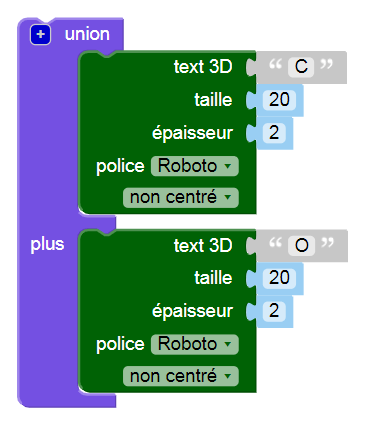 + union
text 3D “ C ”
taille 20
épaisseur 2
police Roboto
non centré
plus
text 3D “ O ”
taille 20
épaisseur 2
police Roboto
non centré